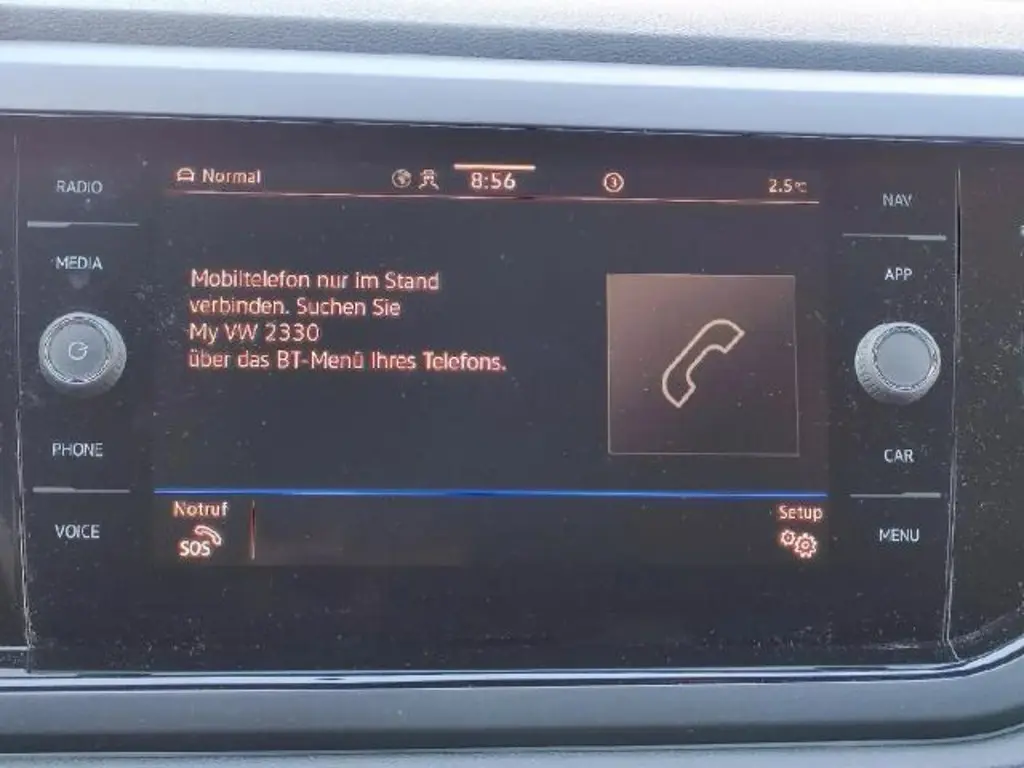 RADIO
MEDIA
PHONE
VOICE
Normal
8:56
3
2.5°C
Mobiltelefon nur im Stand
verbinden. Suchen Sie
My VW 2330
über das BT-Menü Ihres Telefons.
Notruf
SOS
Setup
NAV
APP
CAR
MENU